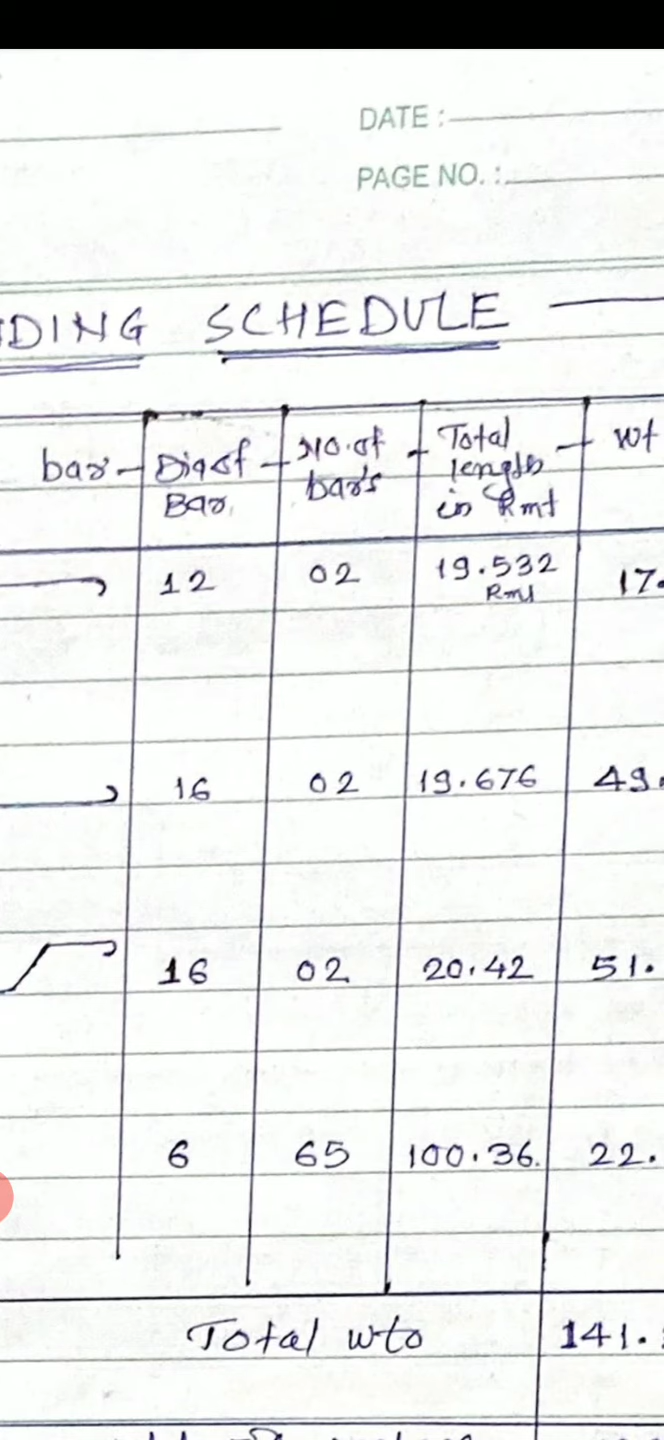 DATE :
PAGE NO. :
DING SCHEDULE
bar Dia of Bar No. of bar's Total length in Rmt wt
12 02 19.532 Rmt 17.
16 02 19.676 49.
16 02 20.42 51.
6 65 100.36. 22.
Total wt
141.